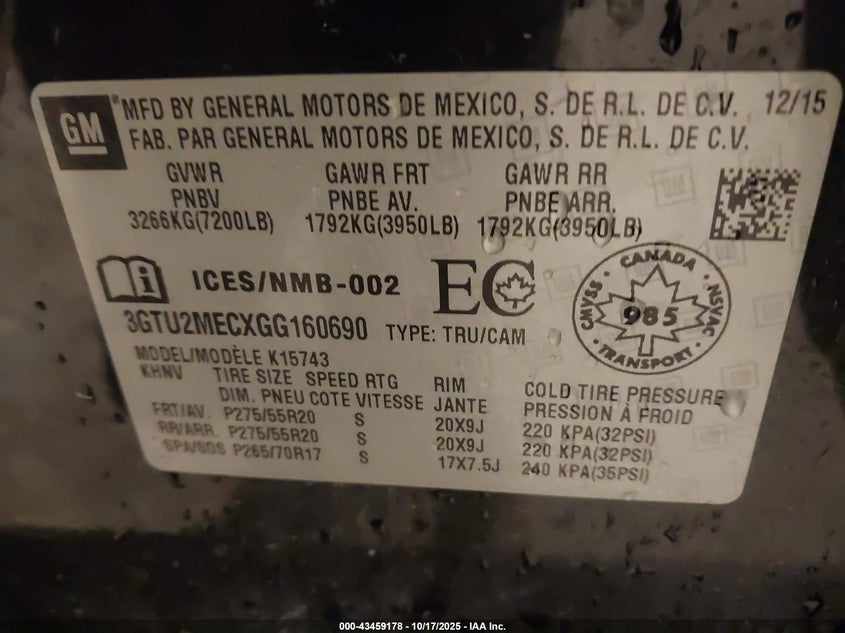 GM
MFD BY GENERAL MOTORS DE MEXICO, S. DE R.L. DE C.V. 12/15
FAB. PAR GENERAL MOTORS DE MEXICO, S. DE R.L. DE C.V.
GVWR GAWR FRT GAWR RR
PNBV PNBE AV. PNBE ARR.
3266KG(7200LB) 1792KG(3950LB) 1792KG(3950LB)
i ICES/NMB-002 EC
CANADA
CMVSS 985 NSVAC
TRANSPORT
3GTU2MECXGG160690 TYPE: TRU/CAM
MODEL/MODÈLE K15743
KHNV TIRE SIZE SPEED RTG RIM COLD TIRE PRESSURE
DIM. PNEU COTE VITESSE JANTE PRESSION À FROID
FRT/AV. P275/55R20 S 20X9J 220 KPA(32PSI)
RR/ARR. P275/55R20 S 20X9J 220 KPA(32PSI)
SPA/SOS P265/70R17 S 17X7.5J 240 KPA(35PSI)
000-43459178 - 10/17/2025 - IAA Inc.